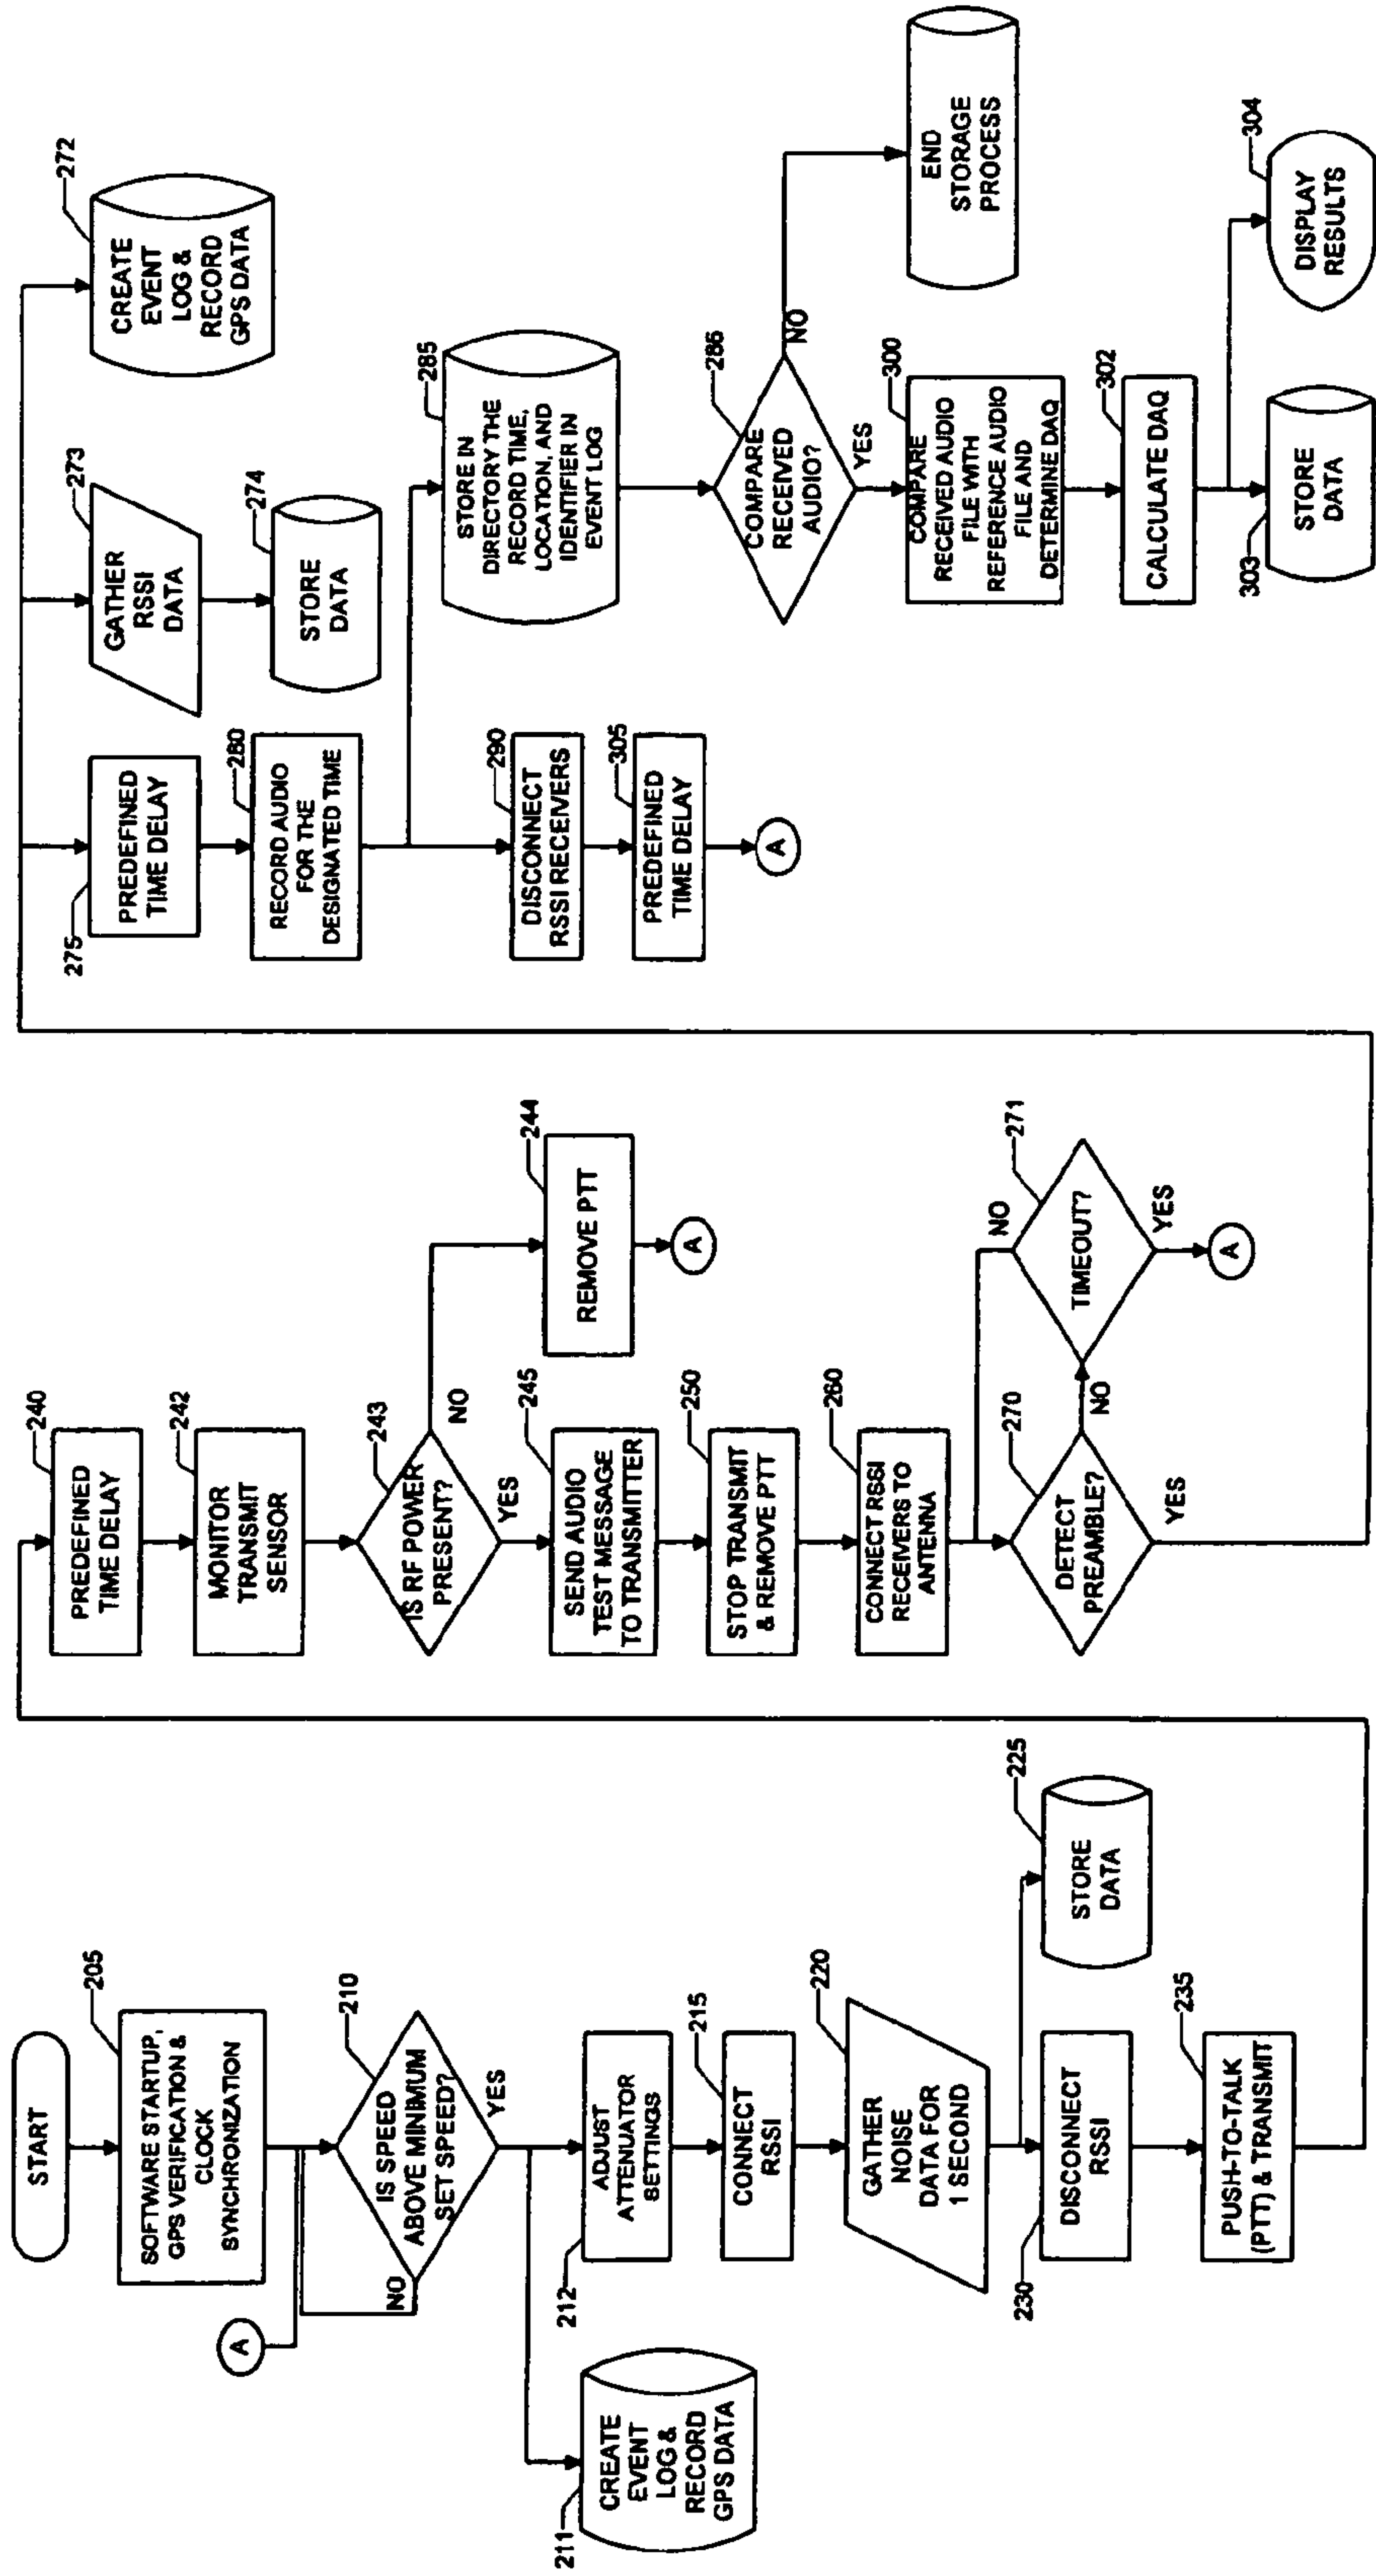 START
205
SOFTWARE STARTUP,
GPS VERIFICATION &
CLOCK
SYNCHRONIZATION
A
210
IS SPEED
ABOVE MINIMUM
SET SPEED?
NO
YES
211
CREATE
EVENT
LOG &
RECORD
GPS DATA
212
ADJUST
ATTENUATOR
SETTINGS
215
CONNECT
RSSI
220
GATHER
NOISE
DATA FOR
1 SECOND
225
STORE
DATA
230
DISCONNECT
RSSI
235
PUSH-TO-TALK
(PTT) & TRANSMIT
240
PREDEFINED
TIME DELAY
242
MONITOR
TRANSMIT
SENSOR
243
IS RF POWER
PRESENT?
NO
YES
244
REMOVE PTT
A
245
SEND AUDIO
TEST MESSAGE
TO TRANSMITTER
250
STOP TRANSMIT
& REMOVE PTT
260
CONNECT RSSI
RECEIVERS TO
ANTENNA
270
DETECT
PREAMBLE?
NO
YES
271
TIMEOUT?
NO
YES
A
272
CREATE
EVENT
LOG &
RECORD
GPS DATA
273
GATHER
RSSI
DATA
274
STORE
DATA
275
PREDEFINED
TIME DELAY
280
RECORD AUDIO
FOR THE
DESIGNATED TIME
285
STORE IN
DIRECTORY THE
RECORD TIME,
LOCATION, AND
IDENTIFIER IN
EVENT LOG
290
DISCONNECT
RSSI RECEIVERS
305
PREDEFINED
TIME DELAY
A
286
COMPARE
RECEIVED
AUDIO?
NO
YES
END
STORAGE
PROCESS
300
COMPARE
RECEIVED AUDIO
FILE WITH
REFERENCE AUDIO
FILE AND
DETERMINE DAQ
302
CALCULATE DAQ
303
STORE
DATA
304
DISPLAY
RESULTS